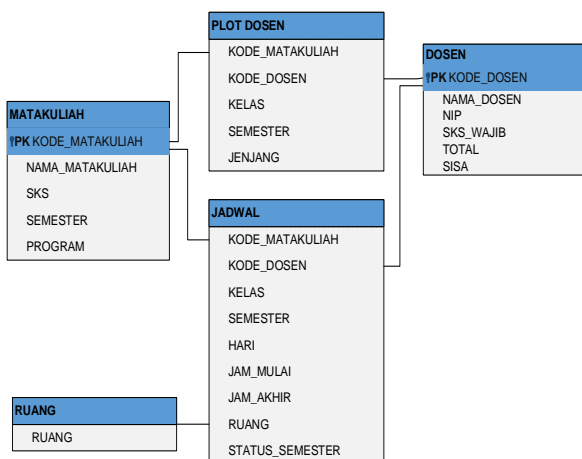 PLOT DOSEN
KODE_MATAKULIAH
KODE_DOSEN
KELAS
SEMESTER
JENJANG
DOSEN
PK KODE_DOSEN
NAMA_DOSEN
NIP
SKS_WAJIB
TOTAL
SISA
MATAKULIAH
PK KODE_MATAKULIAH
NAMA_MATAKULIAH
SKS
SEMESTER
PROGRAM
JADWAL
KODE_MATAKULIAH
KODE_DOSEN
KELAS
SEMESTER
HARI
JAM_MULAI
JAM_AKHIR
RUANG
STATUS_SEMESTER
RUANG
RUANG